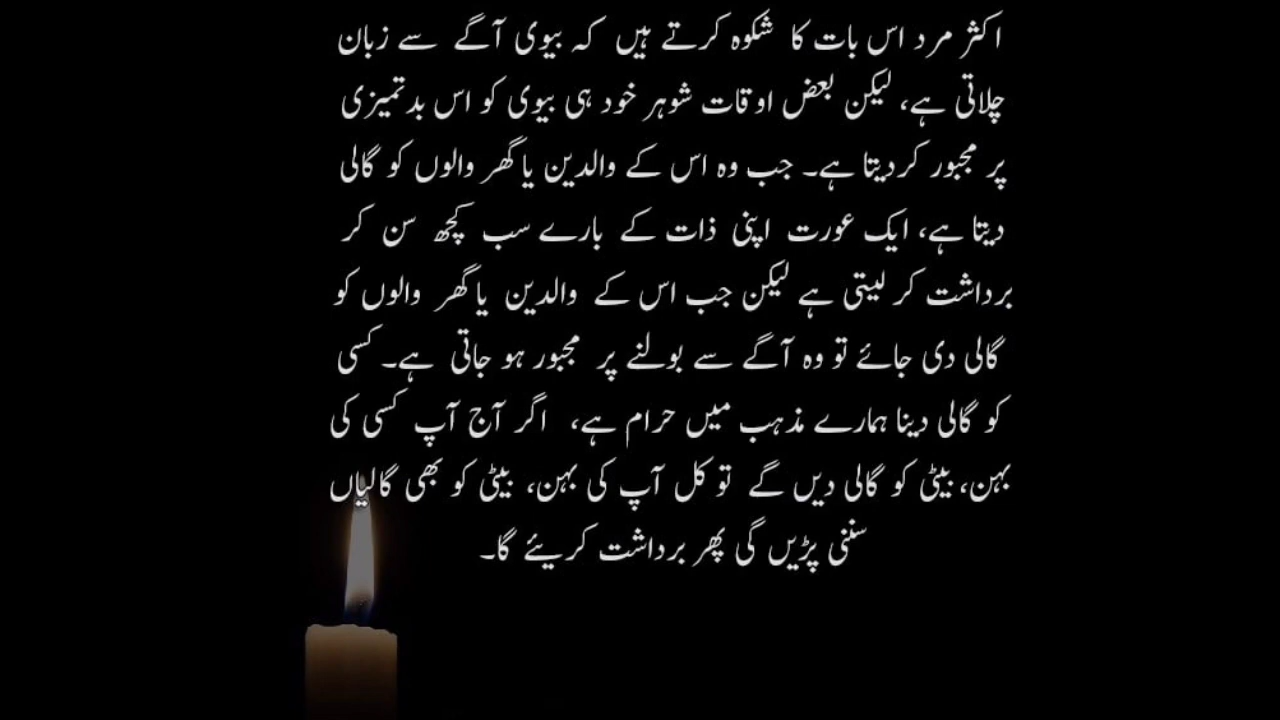 اکثر مرد اس بات کا شکوہ کرتے ہیں کہ بیوی آگے سے زبان
چلاتی ہے، لیکن بعض اوقات شوہر خود ہی بیوی کو اس بدتمیزی
پر مجبور کردیتا ہے۔ جب وہ اس کے والدین یا گھر والوں کو گالی
دیتا ہے، ایک عورت اپنی ذات کے بارے سب کچھ سن کر
برداشت کر لیتی ہے لیکن جب اس کے والدین یا گھر والوں کو
گالی دی جائے تو وہ آگے سے بولنے پر مجبور ہو جاتی ہے۔ کسی
کو گالی دینا ہمارے مذہب میں حرام ہے، اگر آج آپ کسی کی
بہن، بیٹی کو گالی دیں گے تو کل آپ کی بہن، بیٹی کو بھی گالیاں
سننی پڑیں گی پھر برداشت کریئے گا۔